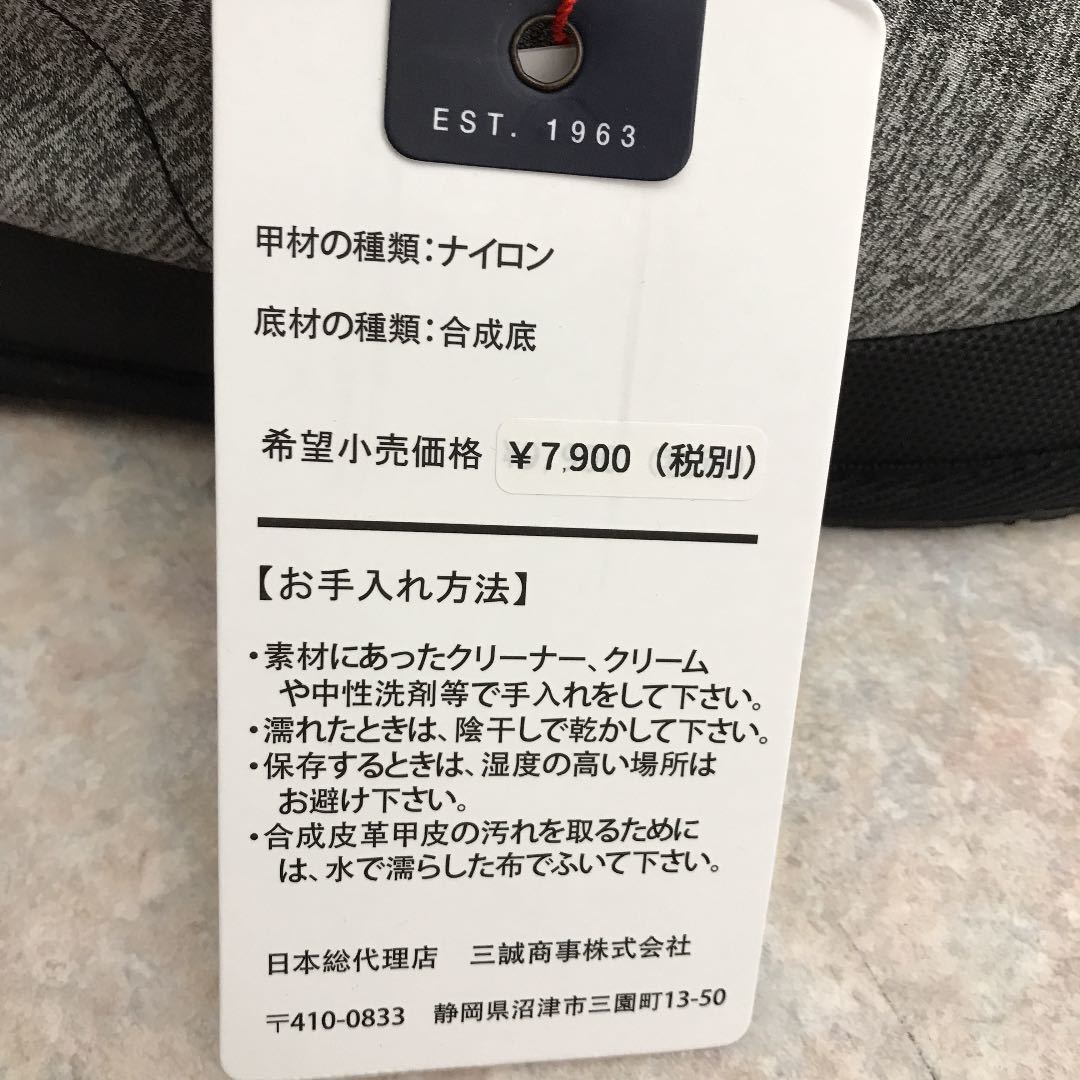 EST. 1963
甲材の種類:ナイロン
底材の種類:合成底
希望小売価格 ¥7,900（税別）
【お手入れ方法】
・素材にあったクリーナー、クリーム
や中性洗剤等で手入れをして下さい。
・濡れたときは、陰干しで乾かして下さい。
・保存するときは、湿度の高い場所は
お避け下さい。
・合成皮革甲皮の汚れを取るために
は、水で濡らした布でふいて下さい。
日本総代理店 三誠商事株式会社
〒410-0833 静岡県沼津市三園町13-50